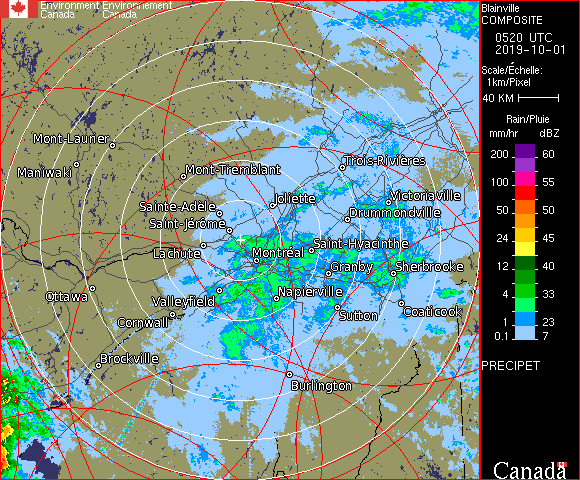 Environment Environnement
Canada Canada
Blainville
COMPOSITE
0520 UTC
2019-10-01
Scale/Échelle:
1km/Pixel
40 KM
Rain/Pluie
mm/hr dBZ
200 60
100 55
50 50
24 45
12 40
4 33
1 23
0.1 7
PRECIPET
Canada
Mont-Laurier
Maniwaki
Mont-Tremblant
Trois-Rivières
Joliette
Victoriaville
Sainte-Adèle
Drummondville
Saint-Jérôme
Lachute
Montréal
Saint-Hyacinthe
Granby
Sherbrooke
Ottawa
Valleyfield
Napierville
Coaticook
Cornwall
Sutton
Brockville
Burlington